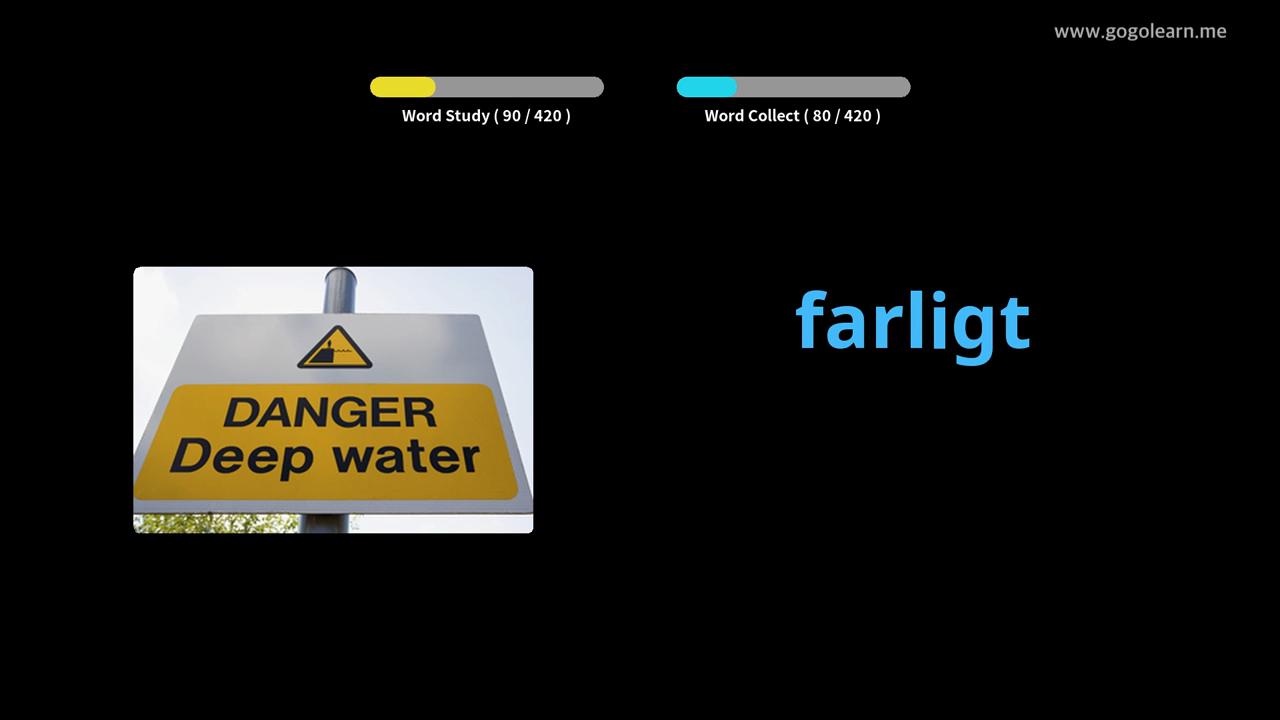 www.gogolearn.me
Word Study ( 90 / 420 )
Word Collect ( 80 / 420 )
DANGER
Deep water
farligt